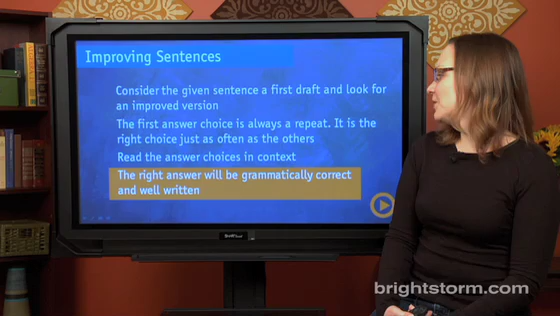 Improving Sentences
Consider the given sentence a first draft and look for
an improved version
The first answer choice is always a repeat. It is the
right choice just as often as the others
Read the answer choices in context
The right answer will be grammatically correct
and well written
brightstorm.com